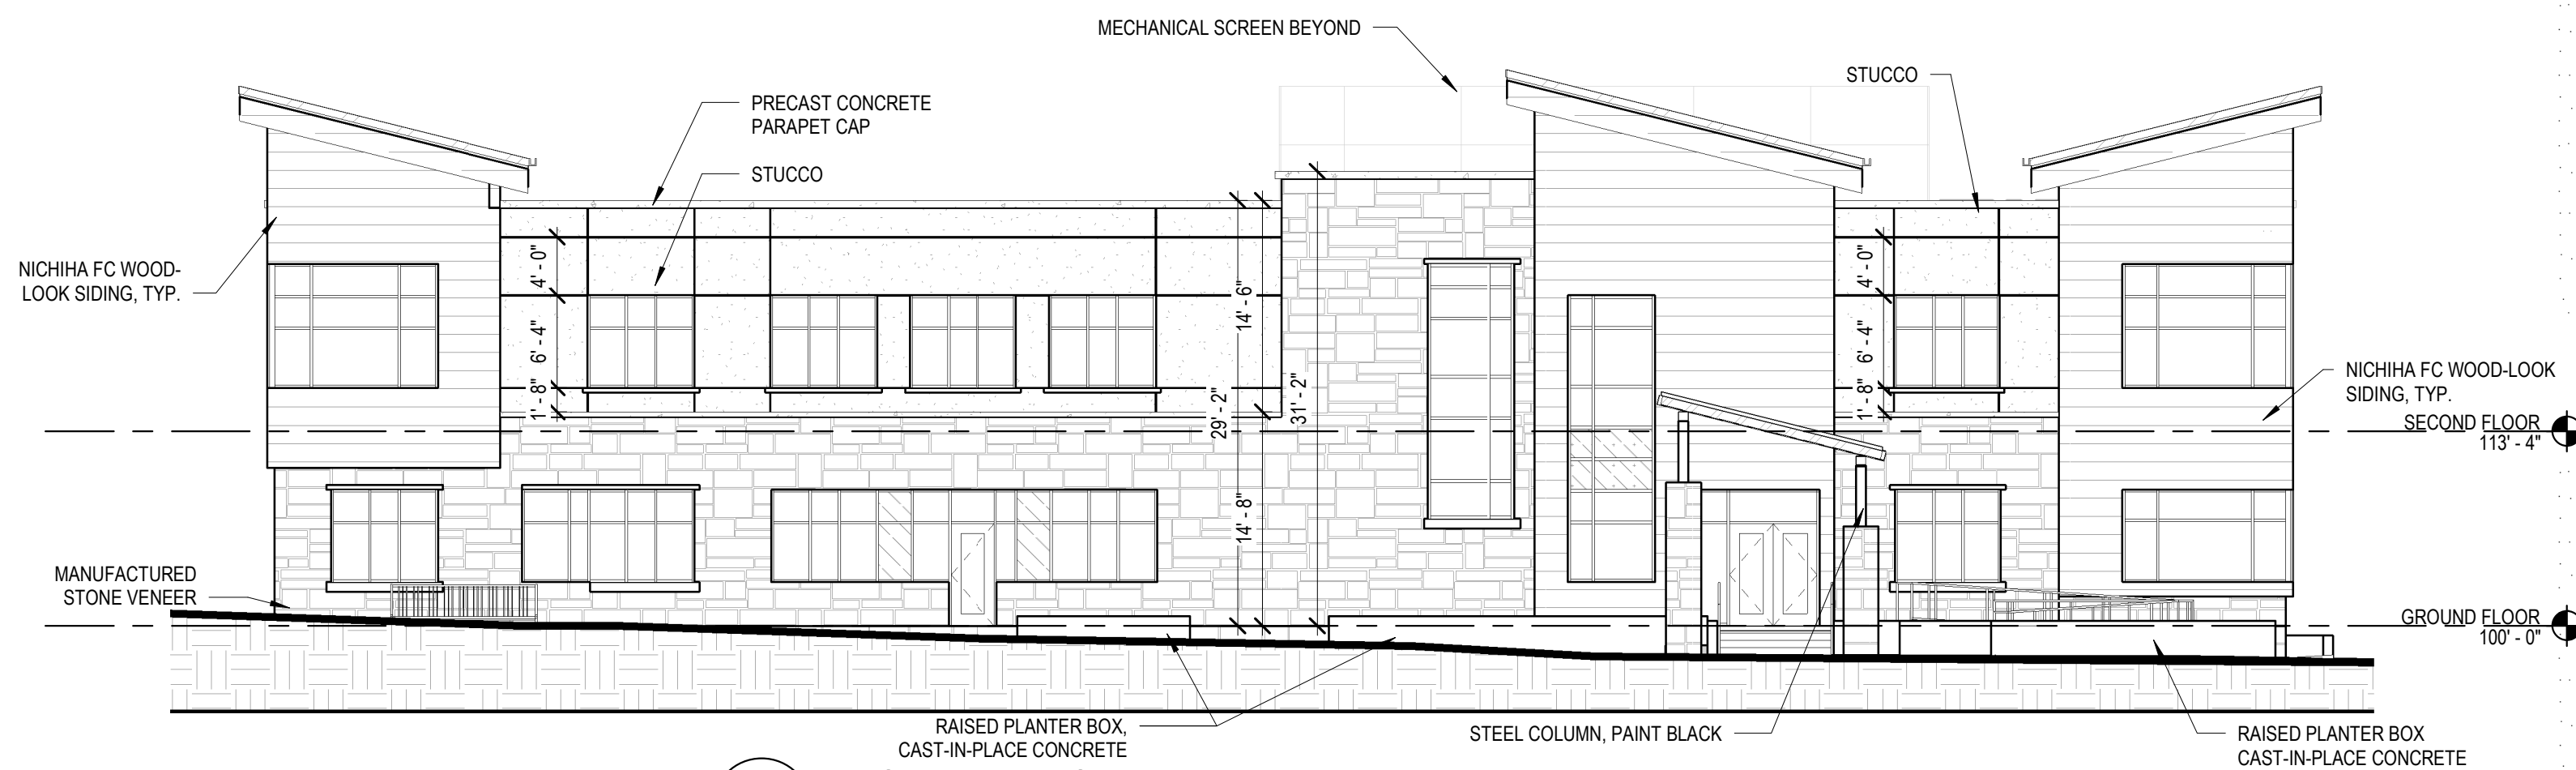 MECHANICAL SCREEN BEYOND
STUCCO
PRECAST CONCRETE
PARAPET CAP
STUCCO
NICHIHA FC WOOD-
LOOK SIDING, TYP.
4' - 0"
6' - 4"
1' - 8"
14' - 6"
29' - 2"
31' - 2"
14' - 8"
4' - 0"
6' - 4"
1' - 8"
NICHIHA FC WOOD-LOOK
SIDING, TYP.
SECOND FLOOR
113' - 4"
MANUFACTURED
STONE VENEER
GROUND FLOOR
100' - 0"
RAISED PLANTER BOX,
CAST-IN-PLACE CONCRETE
STEEL COLUMN, PAINT BLACK
RAISED PLANTER BOX
CAST-IN-PLACE CONCRETE